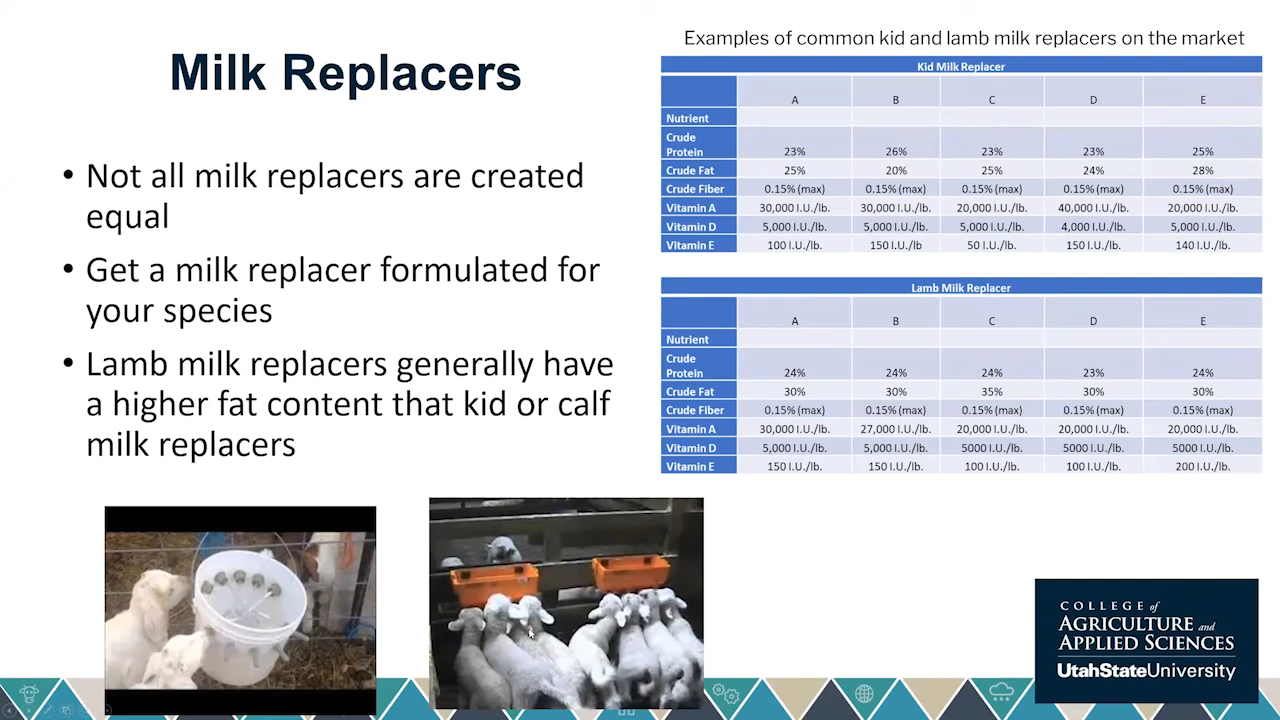 Milk Replacers
• Not all milk replacers are created
equal
• Get a milk replacer formulated for
your species
• Lamb milk replacers generally have
a higher fat content that kid or calf
milk replacers
Examples of common kid and lamb milk replacers on the market
Kid Milk Replacer
A B C D E
Nutrient
Crude
Protein 23% 26% 23% 23% 25%
Crude Fat 25% 20% 25% 24% 28%
Crude Fiber 0.15% (max) 0.15% (max) 0.15% (max) 0.15% (max) 0.15% (max)
Vitamin A 30,000 I.U./lb. 30,000 I.U./lb. 20,000 I.U./lb. 40,000 I.U./lb. 20,000 I.U./lb.
Vitamin D 5,000 I.U./lb. 5,000 I.U./lb. 5,000 I.U./lb. 4,000 I.U./lb. 5,000 I.U./lb.
Vitamin E 100 I.U./lb. 150 I.U./lb 50 I.U./lb. 150 I.U./lb. 140 I.U./lb.
Lamb Milk Replacer
A B C D E
Nutrient
Crude
Protein 24% 24% 24% 23% 24%
Crude Fat 30% 30% 35% 30% 30%
Crude Fiber 0.15% (max) 0.15% (max) 0.15% (max) 0.15% (max) 0.15% (max)
Vitamin A 30,000 I.U./lb. 27,000 I.U./lb. 20,000 I.U./lb. 20,000 I.U./lb. 20,000 I.U./lb.
Vitamin D 5,000 I.U./lb. 5,000 I.U./lb. 5000 I.U./lb. 5000 I.U./lb. 5000 I.U./lb.
Vitamin E 150 I.U./lb. 150 I.U./lb. 100 I.U./lb. 100 I.U./lb. 200 I.U./lb.
COLLEGE of
AGRICULTURE and
APPLIED SCIENCES
UtahStateUniversity